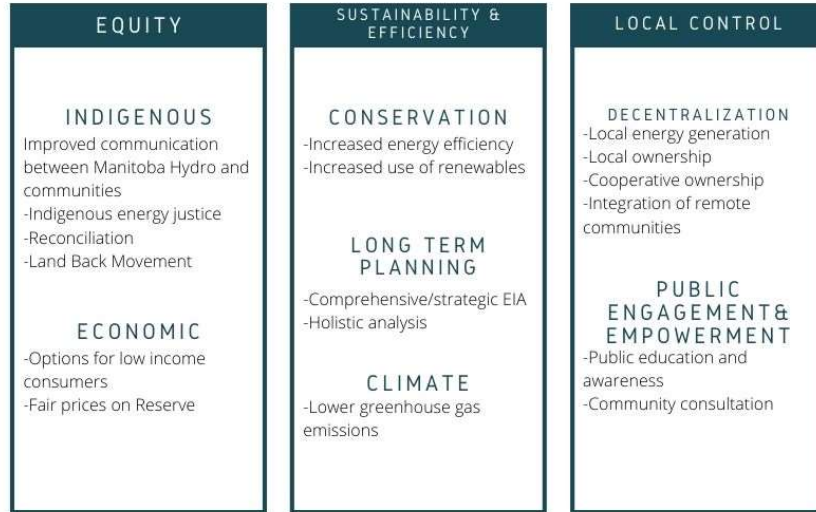 EQUITY
INDIGENOUS
Improved communication
between Manitoba Hydro and
communities
-Indigenous energy justice
-Reconciliation
-Land Back Movement
ECONOMIC
-Options for low income
consumers
-Fair prices on Reserve
SUSTAINABILITY &
EFFICIENCY
CONSERVATION
-Increased energy efficiency
-Increased use of renewables
LONG TERM
PLANNING
-Comprehensive/strategic EIA
-Holistic analysis
CLIMATE
-Lower greenhouse gas
emissions
LOCAL CONTROL
DECENTRALIZATION
-Local energy generation
-Local ownership
-Cooperative ownership
-Integration of remote
communities
PUBLIC
ENGAGEMENT&
EMPOWERMENT
-Public education and
awareness
-Community consultation